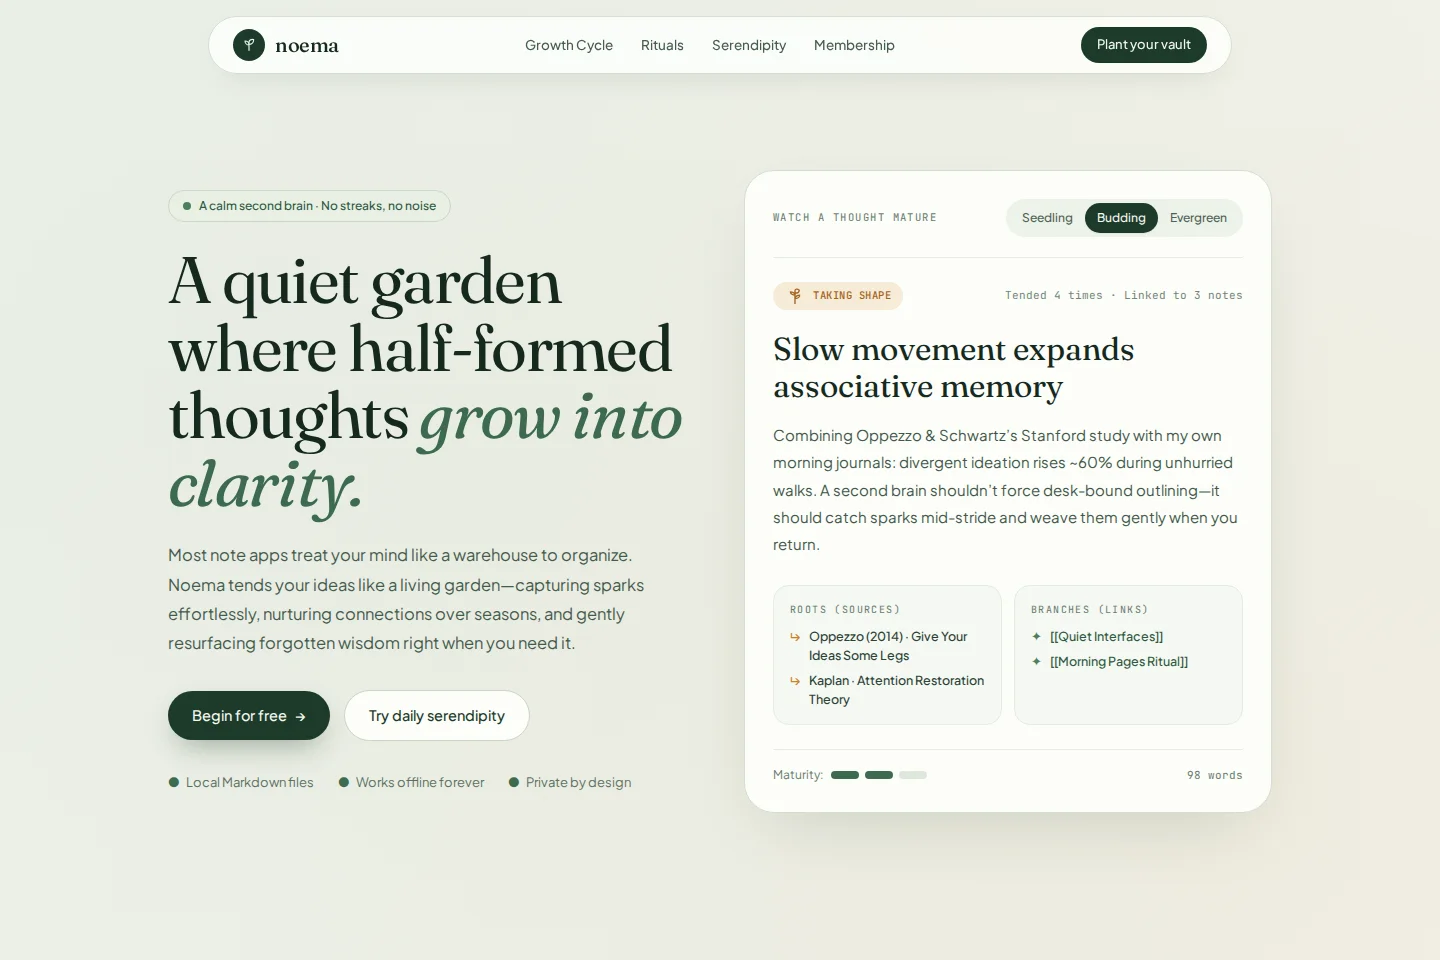 noema
Growth Cycle
Rituals
Serendipity
Membership
Plant your vault
A calm second brain · No streaks, no noise
A quiet garden
where half-formed
thoughts grow into
clarity.
Most note apps treat your mind like a warehouse to organize.
Noema tends your ideas like a living garden—capturing sparks
effortlessly, nurturing connections over seasons, and gently
resurfacing forgotten wisdom right when you need it.
Begin for free →
Try daily serendipity
Local Markdown files
Works offline forever
Private by design
WATCH A THOUGHT MATURE
Seedling
Budding
Evergreen
TAKING SHAPE
Tended 4 times · Linked to 3 notes
Slow movement expands
associative memory
Combining Oppezzo & Schwartz’s Stanford study with my own
morning journals: divergent ideation rises ~60% during unhurried
walks. A second brain shouldn’t force desk-bound outlining—it
should catch sparks mid-stride and weave them gently when you
return.
ROOTS (SOURCES)
↳ Oppezzo (2014) · Give Your
Ideas Some Legs
↳ Kaplan · Attention Restoration
Theory
BRANCHES (LINKS)
✦ [[Quiet Interfaces]]
✦ [[Morning Pages Ritual]]
Maturity:
98 words